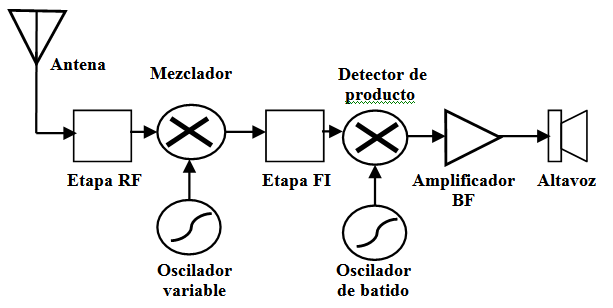 Antena
Mezclador
Detector de
producto
Etapa RF
Etapa FI
Amplificador
BF
Altavoz
Oscilador
variable
Oscilador
de batido